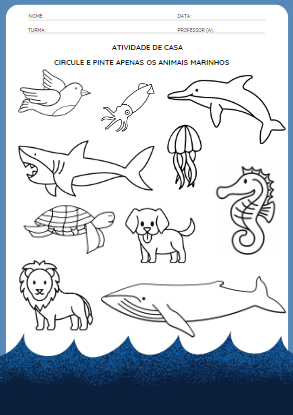 NOME: DATA:
TURMA: PROFESSOR (A):
ATIVIDADE DE CASA
CIRCULE E PINTE APENAS OS ANIMAIS MARINHOS